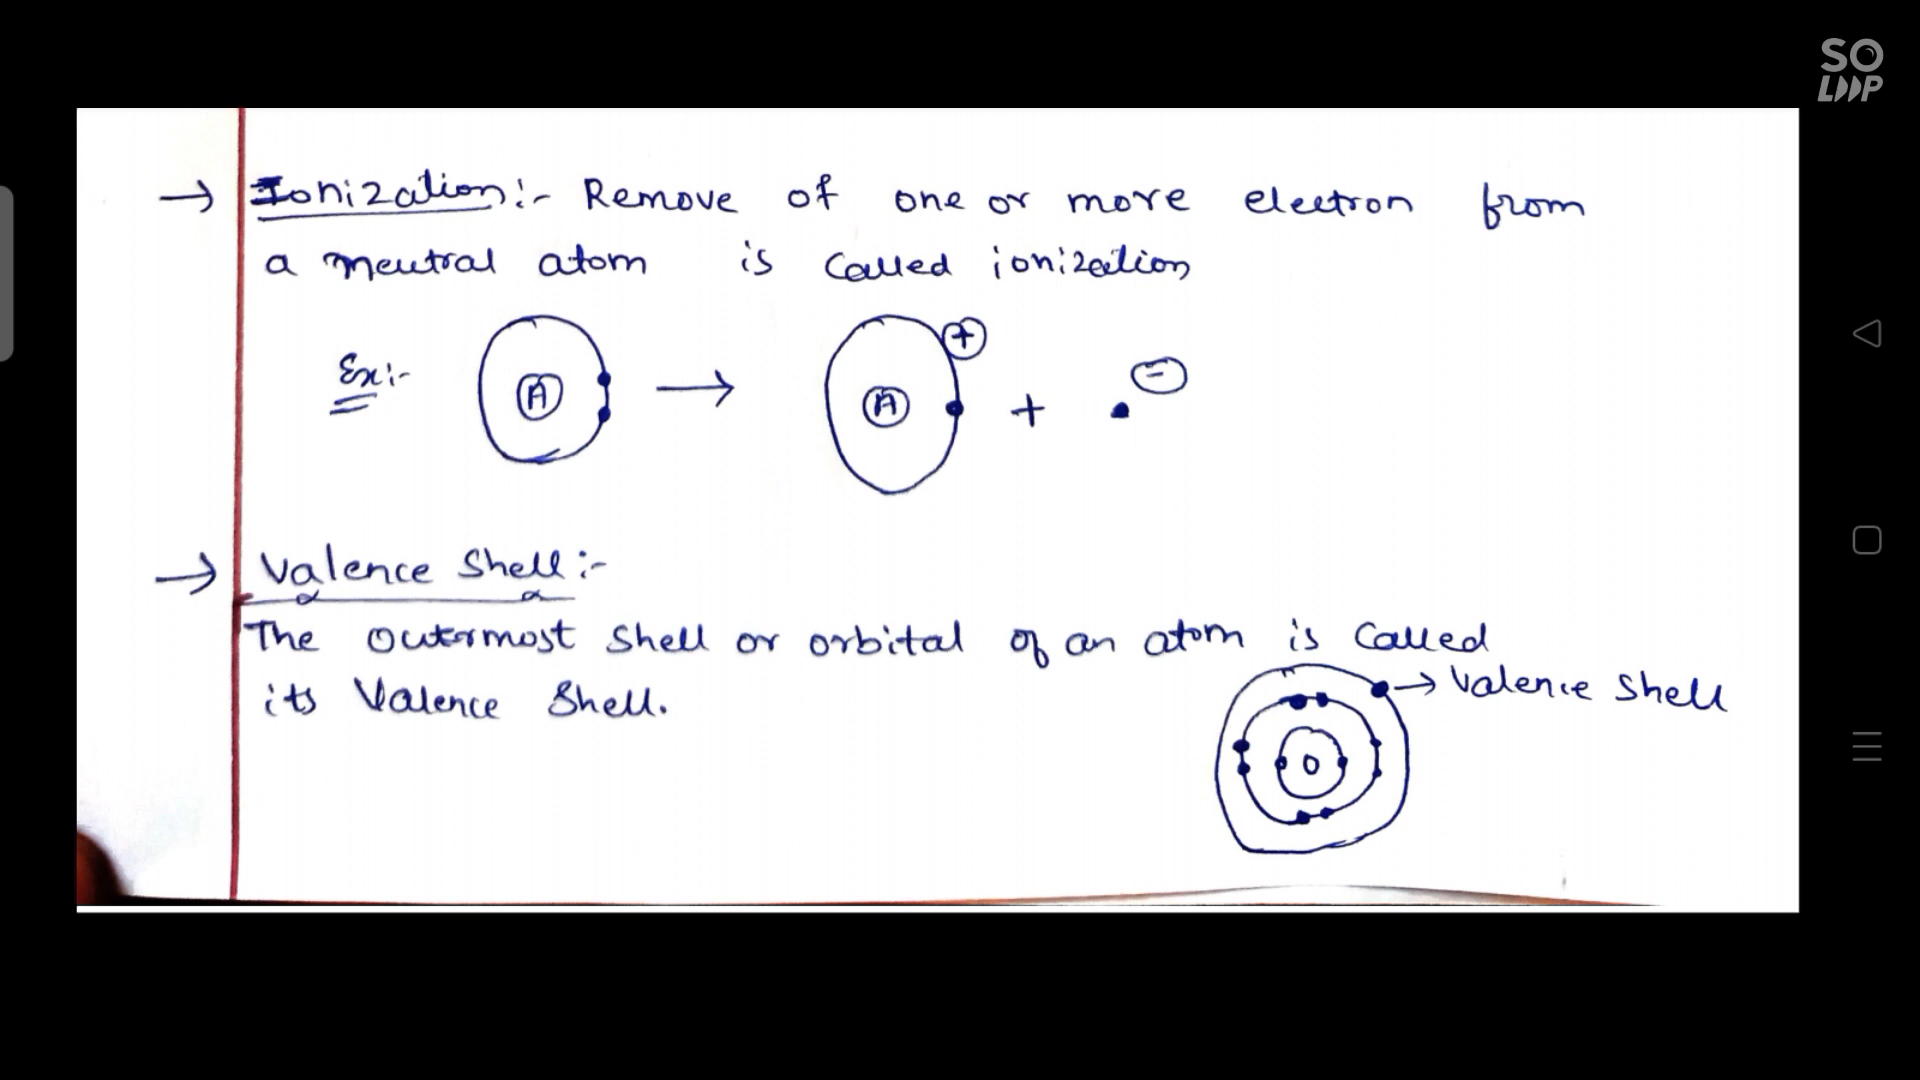 SO
LOOP
→ Ionization:- Remove of one or more electron from
a neutral atom is called ionization
Ex:- A → A + + -
→ Valence Shell:-
The outermost shell or orbital of an atom is called
its Valence Shell.
→ Valence shell